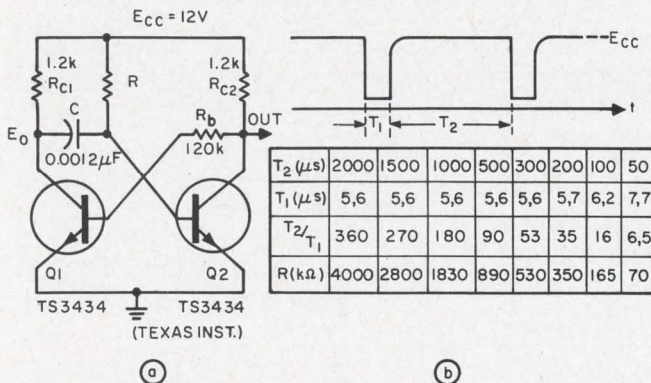 E_CC = 12V
1.2k
R_C1
R
1.2k
R_C2
C
R_b
OUT
E_O
0.0012μF
120k
Q1
Q2
TS3434
TS3434
(TEXAS INST.)
a
E_CC
t
T_1
T_2
T_2 (μs) 2000 1500 1000 500 300 200 100 50
T_1 (μs) 5,6 5,6 5,6 5,6 5,6 5,7 6,2 7,7
T_2/T_1 360 270 180 90 53 35 16 6,5
R(kΩ) 4000 2800 1830 890 530 350 165 70
b